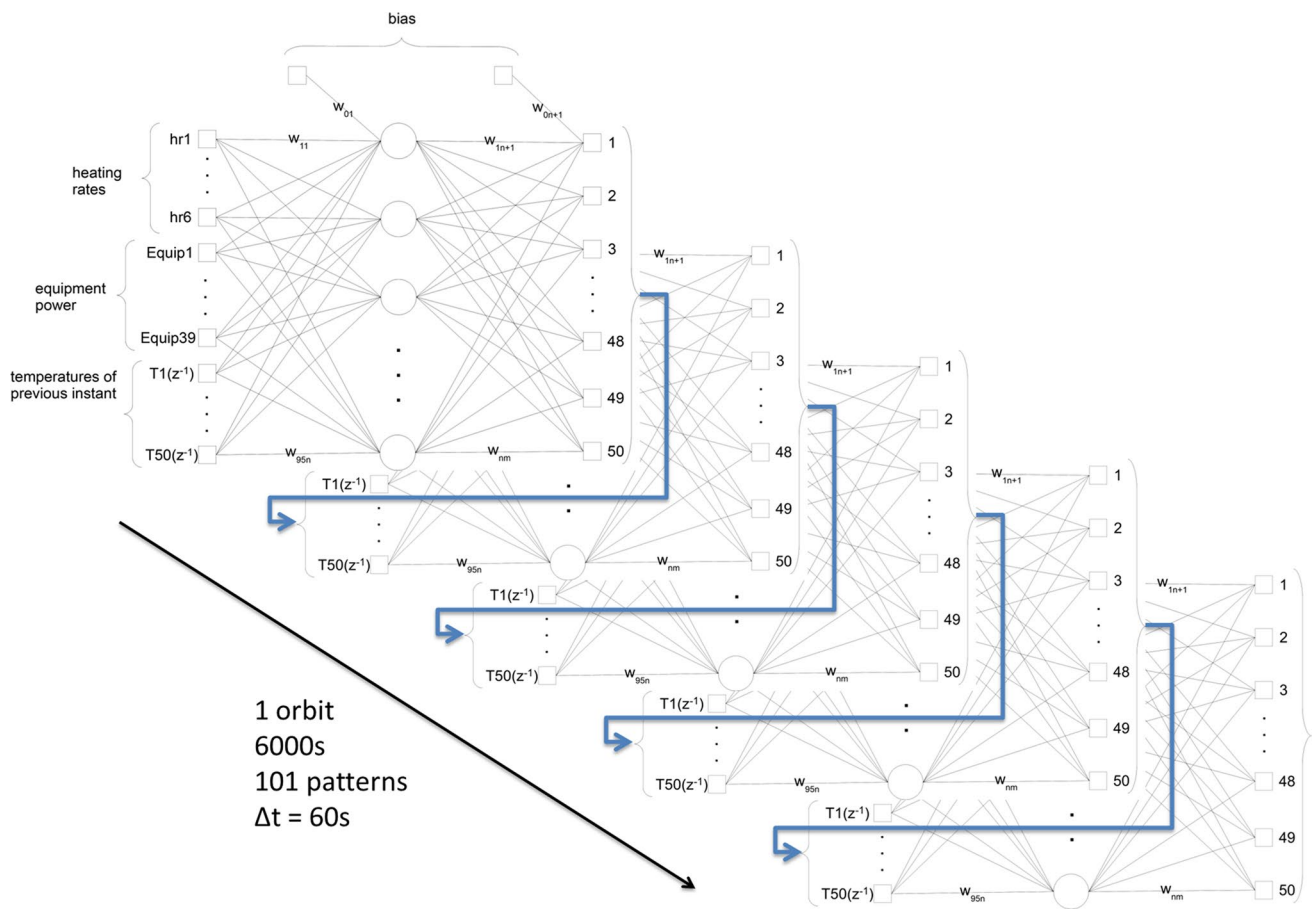 bias
w01
w0n+1
heating
rates
hr1
w11
w1n+1
1
hr6
2
equipment
power
Equip1
3
Equip39
48
temperatures of
previous instant
T1(z-1)
49
T50(z-1)
w95n
wnm
50
w1n+1
1
2
3
48
49
50
T1(z-1)
T50(z-1)
w95n
wnm
w1n+1
1
2
3
48
49
50
T1(z-1)
T50(z-1)
w95n
wnm
w1n+1
1
2
3
48
49
50
T1(z-1)
T50(z-1)
w95n
wnm
w1n+1
1
2
3
48
49
50
T1(z-1)
T50(z-1)
w95n
wnm
1 orbit
6000s
101 patterns
Δt = 60s